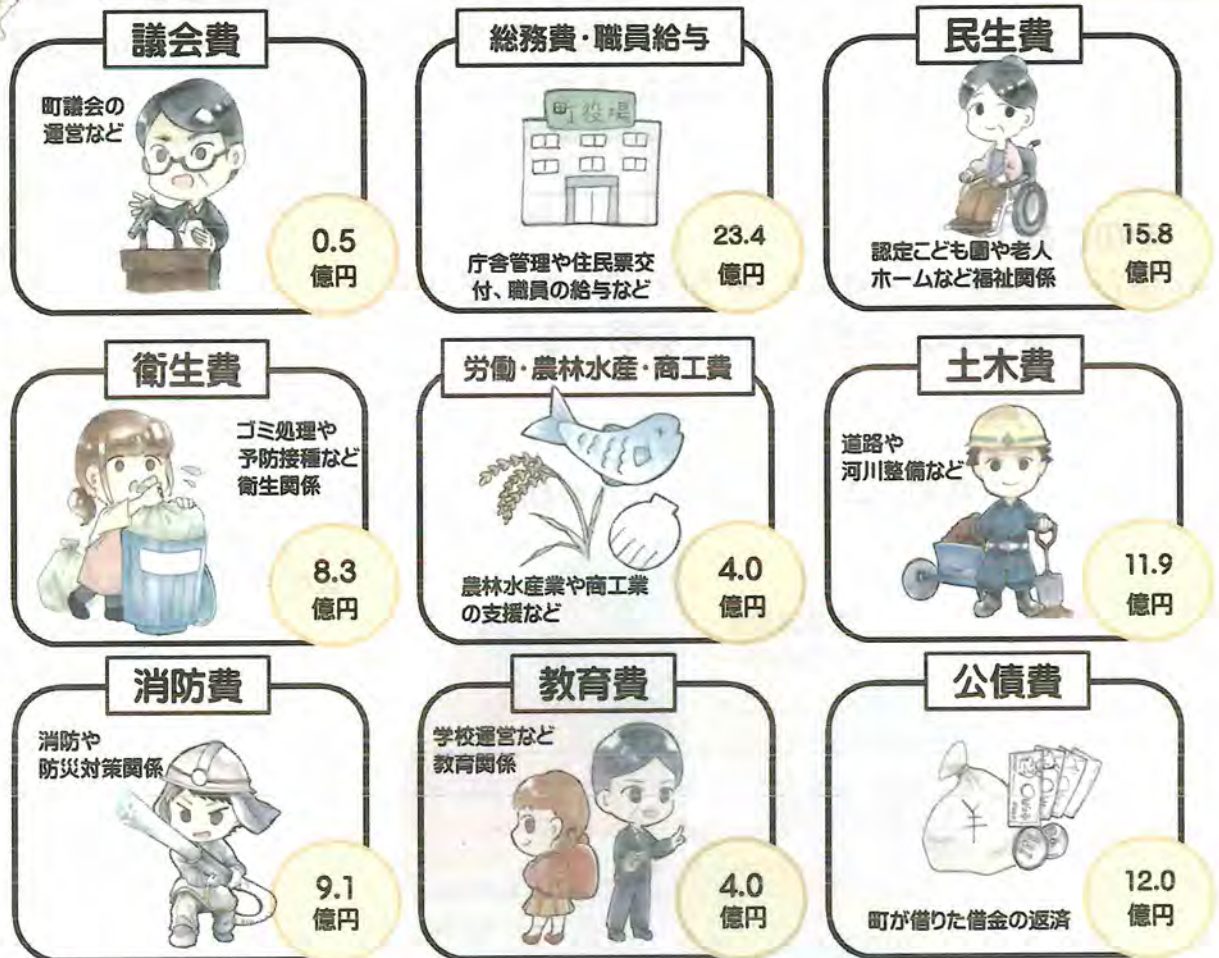 議会費
町議会の
運営など
0.5
億円
総務費・職員給与
町役場
庁舎管理や住民票交
付、職員の給与など
23.4
億円
民生費
認定こども園や老人
ホームなど福祉関係
15.8
億円
衛生費
ゴミ処理や
予防接種など
衛生関係
8.3
億円
労働・農林水産・商工費
農林水産業や商工業
の支援など
4.0
億円
土木費
道路や
河川整備など
11.9
億円
消防費
消防や
防災対策関係
9.1
億円
教育費
学校運営など
教育関係
4.0
億円
公債費
¥
町が借りた借金の返済
12.0
億円